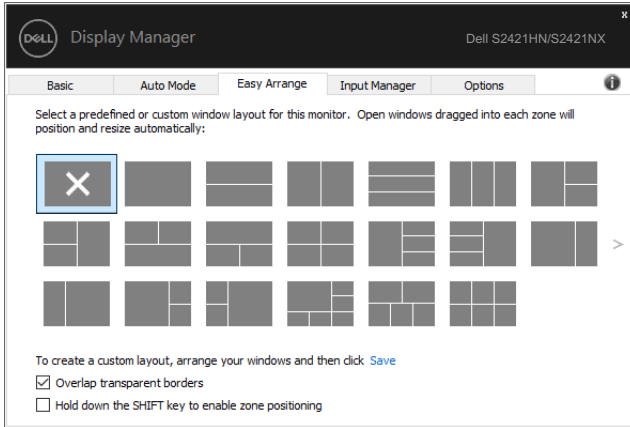 x
DELL Display Manager
Dell S2421HN/S2421NX
Basic Auto Mode Easy Arrange Input Manager Options i
Select a predefined or custom window layout for this monitor. Open windows dragged into each zone will
position and resize automatically:
>
To create a custom layout, arrange your windows and then click Save
Overlap transparent borders
Hold down the SHIFT key to enable zone positioning